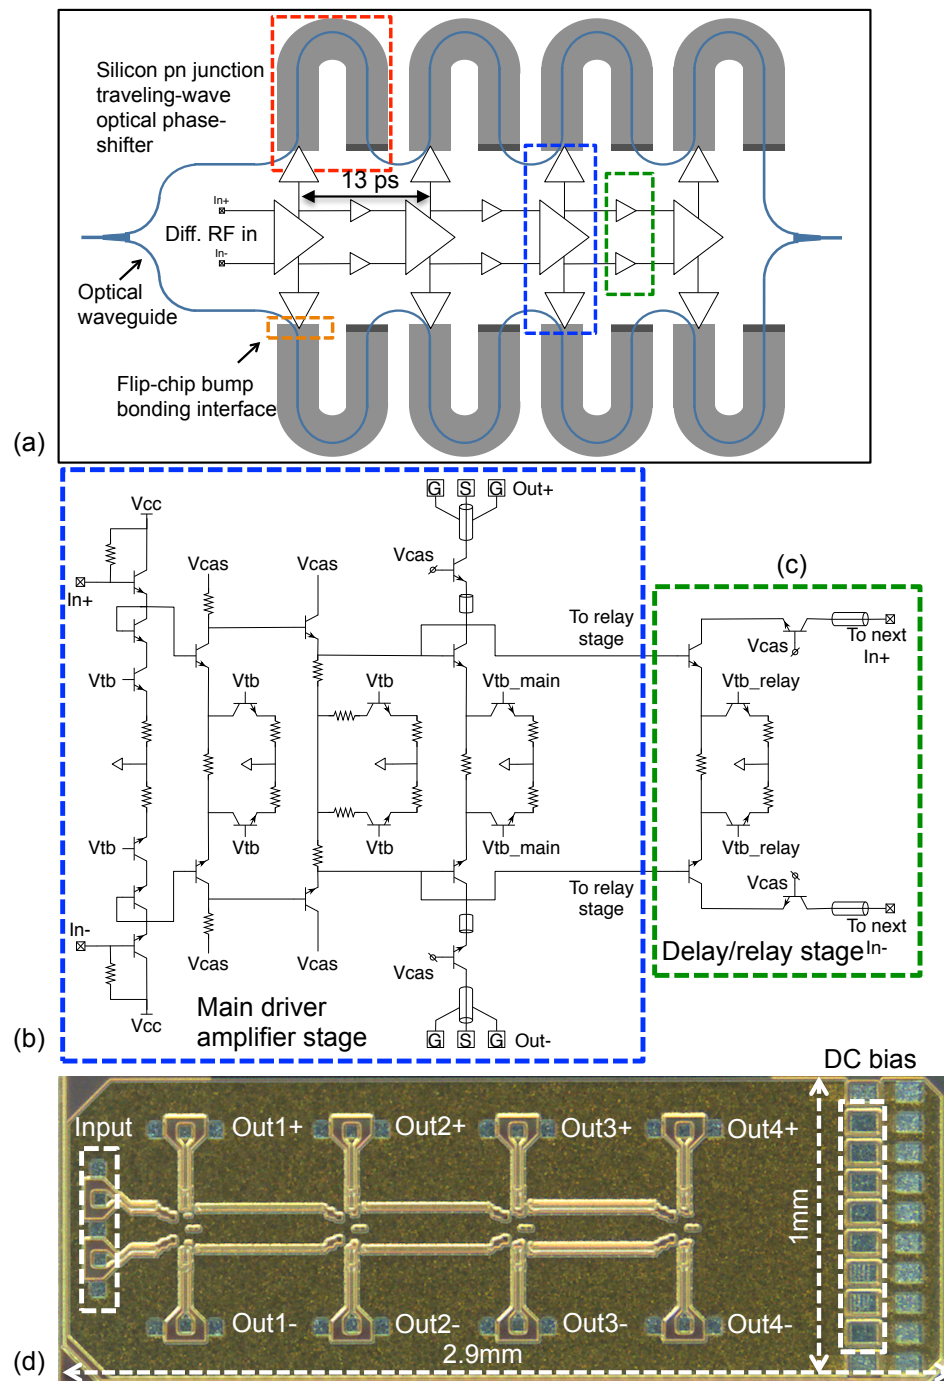 Silicon pn junction
traveling-wave
optical phase-
shifter
13 ps
In+
Diff. RF in
In-
Optical
waveguide
Flip-chip bump
bonding interface
(a)
Vcc
In+
Vcas
Vcas
Vcas
G S G Out+
To relay
stage
Vtb
Vtb
Vtb
Vtb_main
Vtb
Vtb
Vtb
Vtb_main
To relay
stage
In-
Vcas
Vcas
Vcas
Vcc
G S G Out-
Main driver
amplifier stage
(b)
(c)
Vcas
To next
In+
Vtb_relay
Vtb_relay
Vcas
To next
In-
Delay/relay stage
DC bias
Input
Out1+
Out2+
Out3+
Out4+
1mm
Out1-
Out2-
Out3-
Out4-
2.9mm
(d)